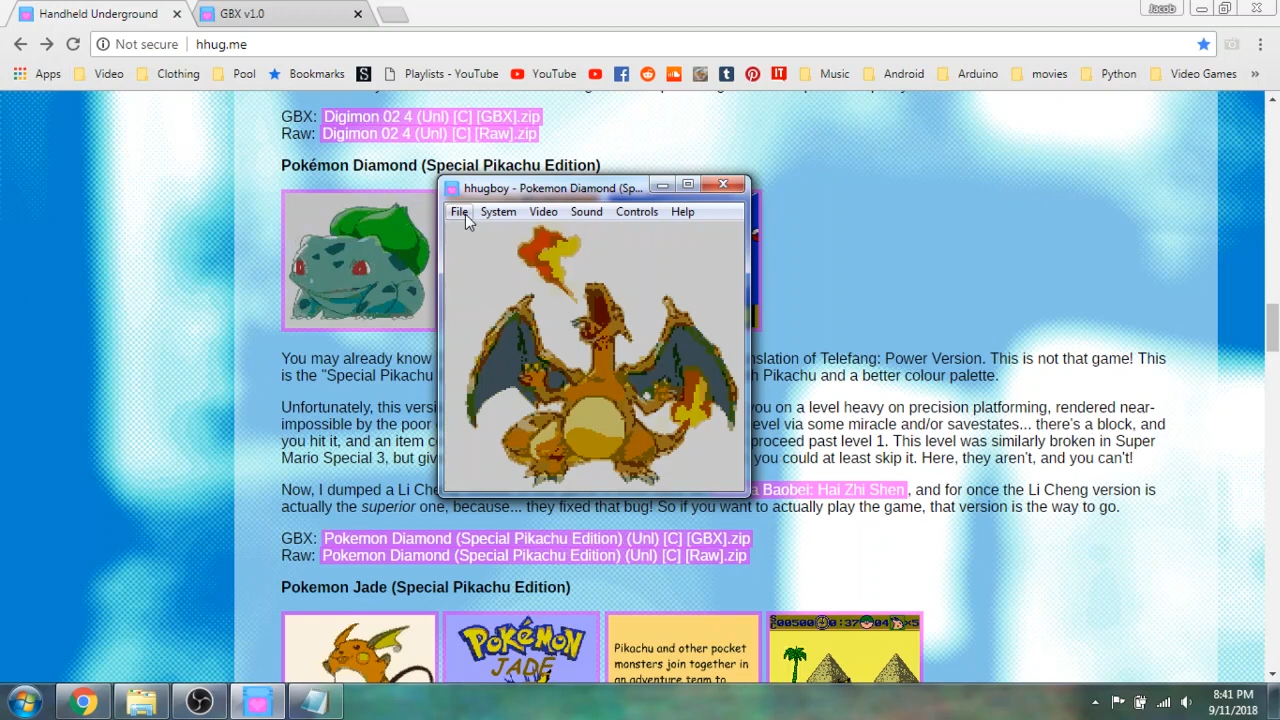 Handheld Underground
GBX v1.0
Jacob
Not secure hhug.me
Apps Video Clothing Pool Bookmarks Playlists - YouTube YouTube Music Android Arduino movies Python Video Games »
GBX: Digimon 02 4 (Unl) [C] [GBX].zip
Raw: Digimon 02 4 (Unl) [C] [Raw].zip
Pokémon Diamond (Special Pikachu Edition)
hhugboy - Pokemon Diamond (Sp...
File System Video Sound Controls Help
You may already know
nslation of Telefang: Power Version. This is not that game! This
is the "Special Pikachu
Pikachu and a better colour palette.
Unfortunately, this versi
you on a level heavy on precision platforming, rendered near-
impossible by the poor
evel via some miracle and/or savestates... there's a block, and
you hit it, and an item c
proceed past level 1. This level was similarly broken in Super
Mario Special 3, but giv
you could at least skip it. Here, they aren't, and you can't!
Now, I dumped a Li Che
a Baobei: Hai Zhi Shen, and for once the Li Cheng version is
actually the superior one, because... they fixed that bug! So if you want to actually play the game, that version is the way to go.
GBX: Pokemon Diamond (Special Pikachu Edition) (Unl) [C] [GBX].zip
Raw: Pokemon Diamond (Special Pikachu Edition) (Unl) [C] [Raw].zip
Pokemon Jade (Special Pikachu Edition)
POKéMON
JADE
Pikachu and other pocket
monsters join together in
an adventure team to
00500 0:37 04 ×5
8:41 PM
9/11/2018